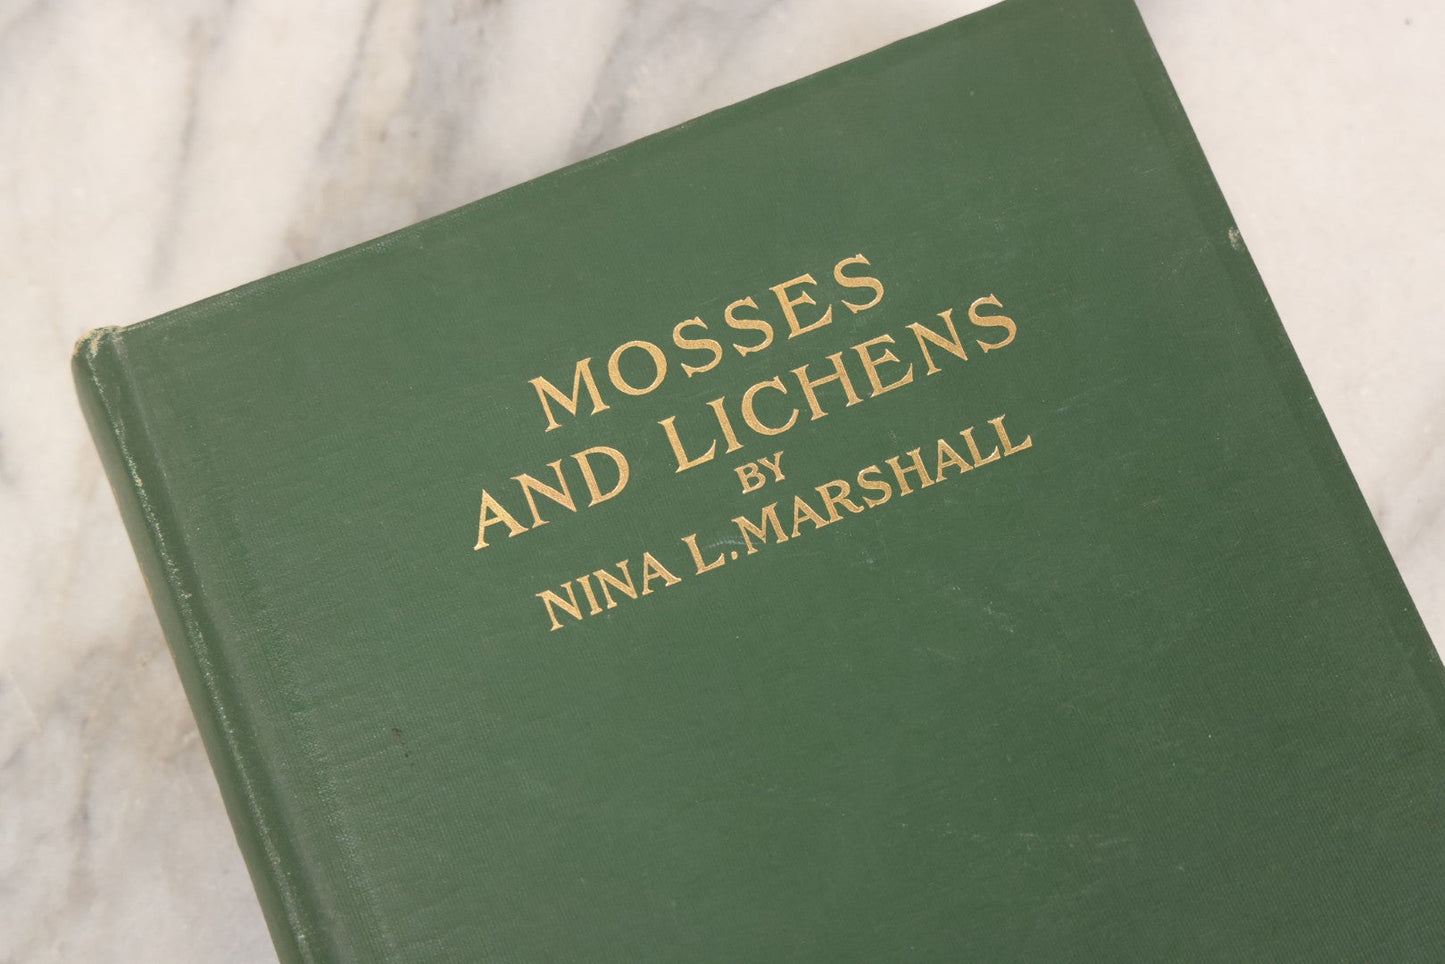 MOSSES
AND LICHENS
BY
NINA L. MARSHALL